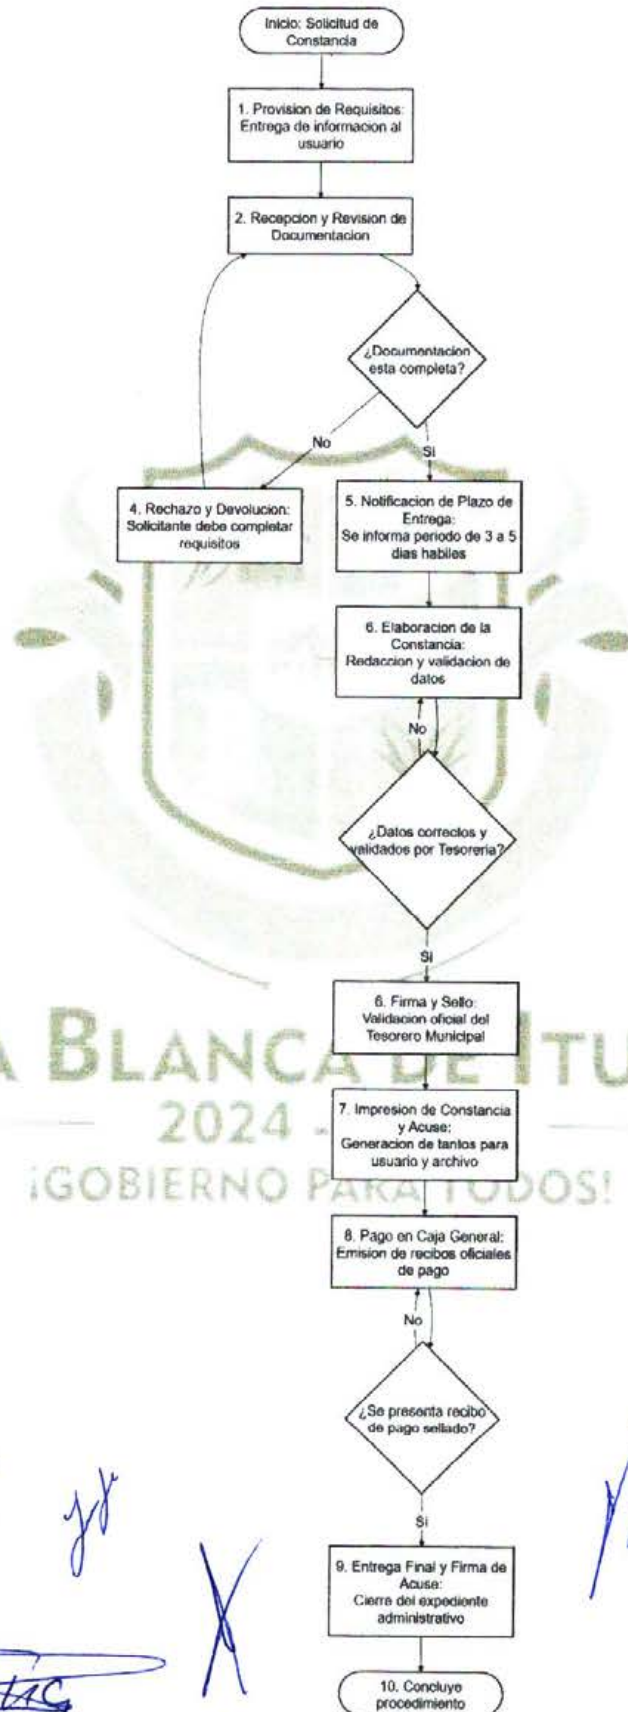 Inicio: Solicitud de
Constancia
1. Provision de Requisitos:
Entrega de informacion al
usuario
2. Recepcion y Revision de
Documentacion
¿Documentacion
esta completa?
No
Si
4. Rechazo y Devolucion:
Solicitante debe completar
requisitos
5. Notificacion de Plazo de
Entrega:
Se informa periodo de 3 a 5
dias habiles
6. Elaboracion de la
Constancia:
Redaccion y validacion de
datos
No
¿Datos correctos y
validados por Tesoreria?
Si
6. Firma y Sello:
Validacion oficial del
Tesorero Municipal
A BLANCA DE ITU
7. Impresion de Constancia
y Acuse:
Generacion de tantos para
usuario y archivo
2024 -
¡GOBIERNO PARA TODOS!
8. Pago en Caja General:
Emision de recibos oficiales
de pago
No
¿Se presenta recibo
de pago sellado?
Si
9. Entrega Final y Firma de
Acuse:
Cierre del expediente
administrativo
10. Concluye
procedimiento